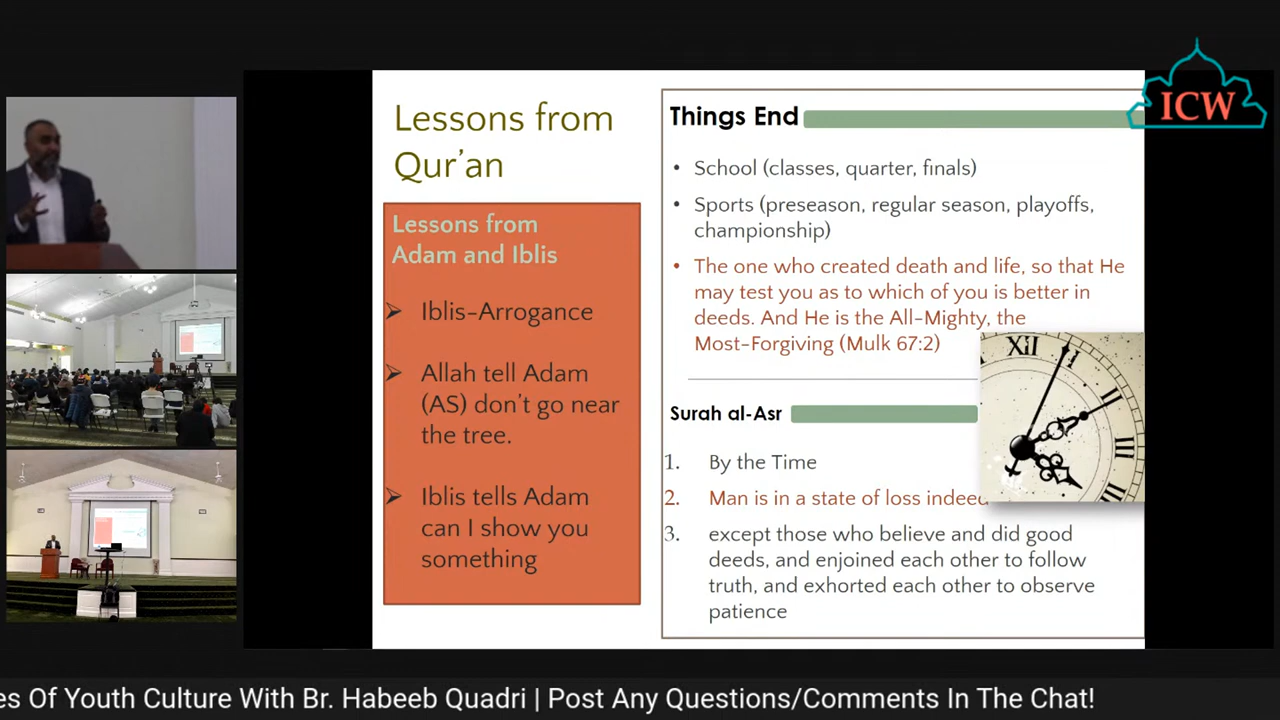 ICW
Lessons from
Qur’an
Lessons from
Adam and Iblis
➢ Iblis-Arrogance
➢ Allah tell Adam
(AS) don’t go near
the tree.
➢ Iblis tells Adam
can I show you
something
Things End
• School (classes, quarter, finals)
• Sports (preseason, regular season, playoffs,
championship)
• The one who created death and life, so that He
may test you as to which of you is better in
deeds. And He is the All-Mighty, the
Most-Forgiving (Mulk 67:2)
XII
I
II
III
IIII
Surah al-Asr
1. By the Time
2. Man is in a state of loss indeed
3. except those who believe and did good
deeds, and enjoined each other to follow
truth, and exhorted each other to observe
patience
es Of Youth Culture With Br. Habeeb Quadri | Post Any Questions/Comments In The Chat!